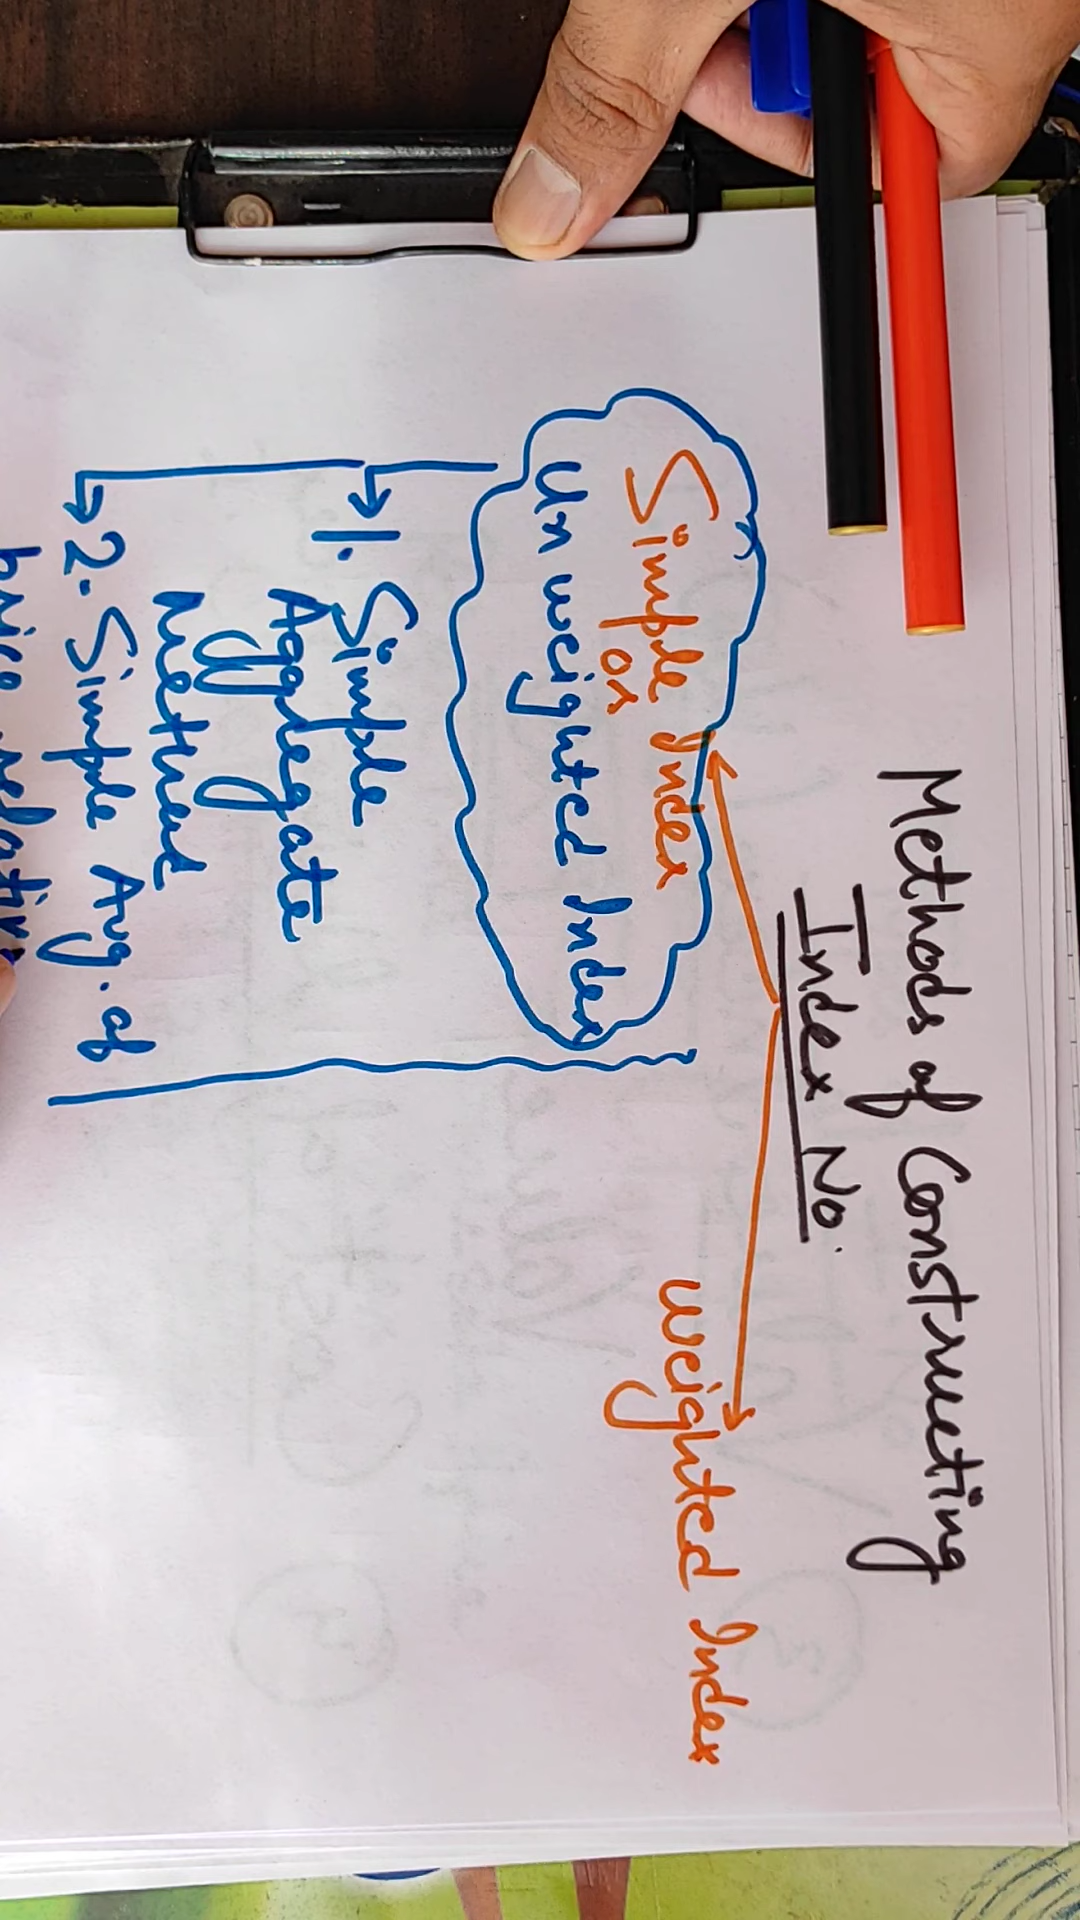 Methods of Constructing
Index No.
Simple Index
or
Unweighted Index
Weighted Index
1. Simple
Aggregate
Method
2. Simple Avg. of
price